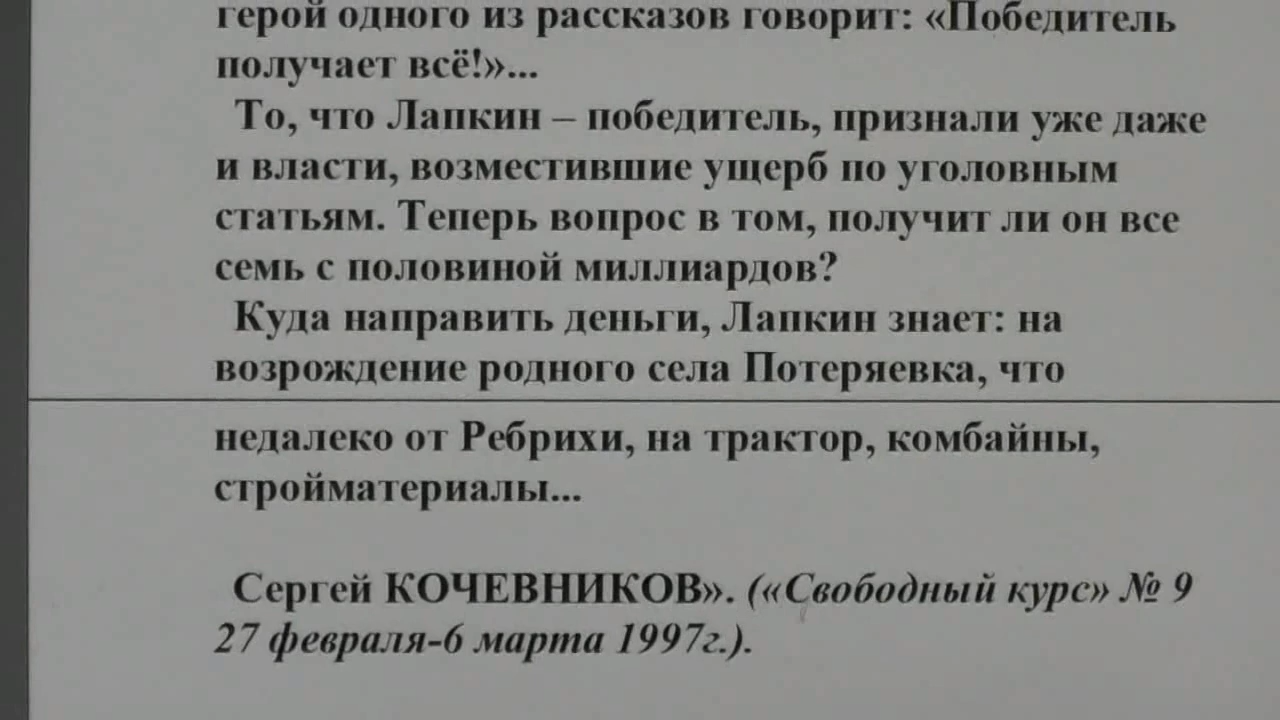 герой одного из рассказов говорит: «Победитель
получает всё!»...
То, что Лапкин – победитель, признали уже даже
и власти, возместившие ущерб по уголовным
статьям. Теперь вопрос в том, получит ли он все
семь с половиной миллиардов?
Куда направить деньги, Лапкин знает: на
возрождение родного села Потеряевка, что
недалеко от Ребрихи, на трактор, комбайны,
стройматериалы...
Сергей КОЧЕВНИКОВ». («Свободный курс» № 9
27 февраля-6 марта 1997г.).